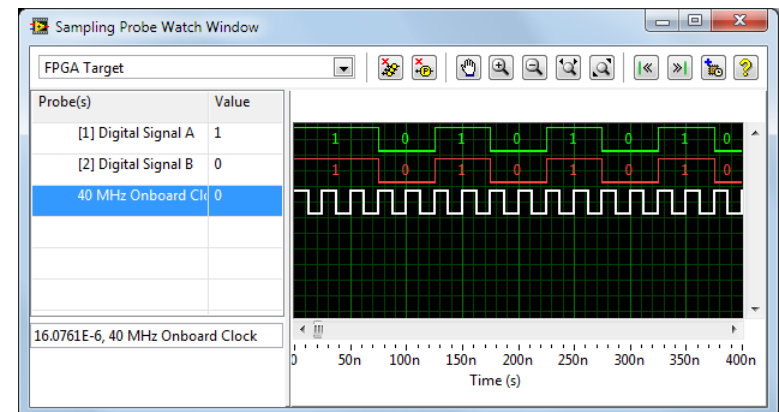 Sampling Probe Watch Window
FPGA Target
Probe(s) Value
[1] Digital Signal A 1
1 0 1 0 1 0 1 0
[2] Digital Signal B 0
1 0 1 0 1 0 1 0
40 MHz Onboard Clo 0
16.0761E-6, 40 MHz Onboard Clock
0 50n 100n 150n 200n 250n 300n 350n 400n
Time (s)